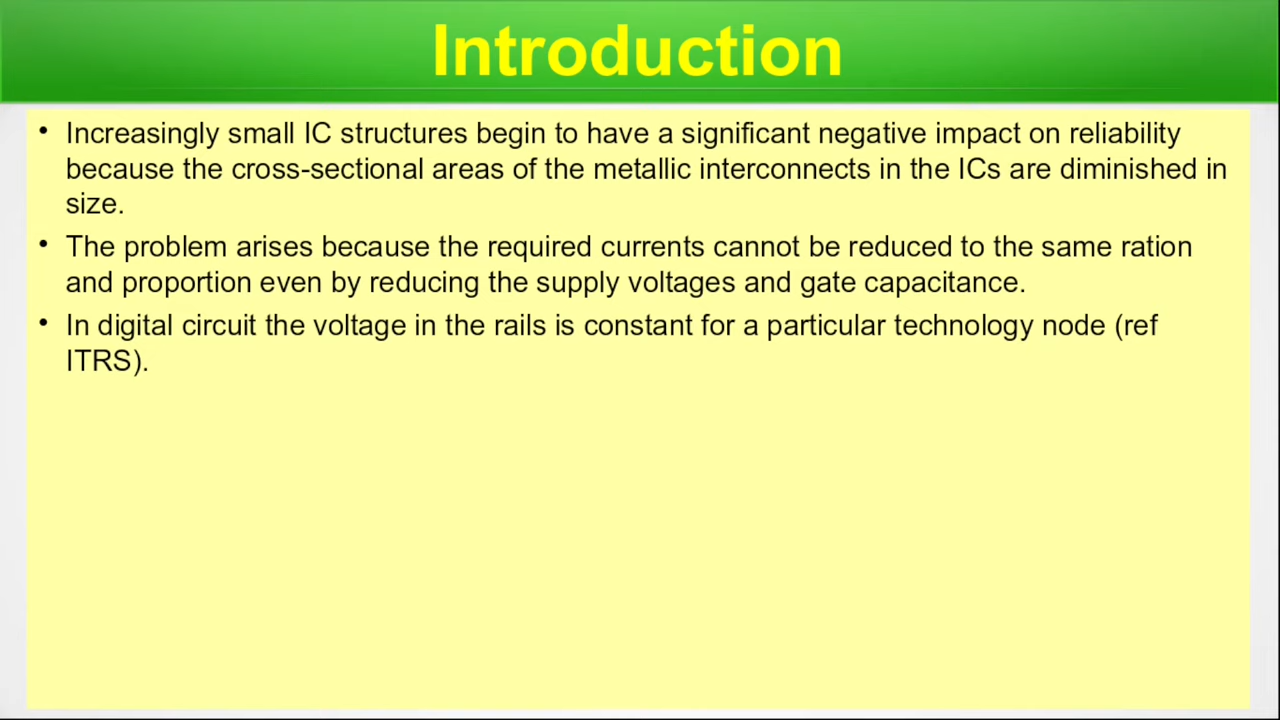 Introduction
• Increasingly small IC structures begin to have a significant negative impact on reliability
because the cross-sectional areas of the metallic interconnects in the ICs are diminished in
size.
• The problem arises because the required currents cannot be reduced to the same ration
and proportion even by reducing the supply voltages and gate capacitance.
• In digital circuit the voltage in the rails is constant for a particular technology node (ref
ITRS).